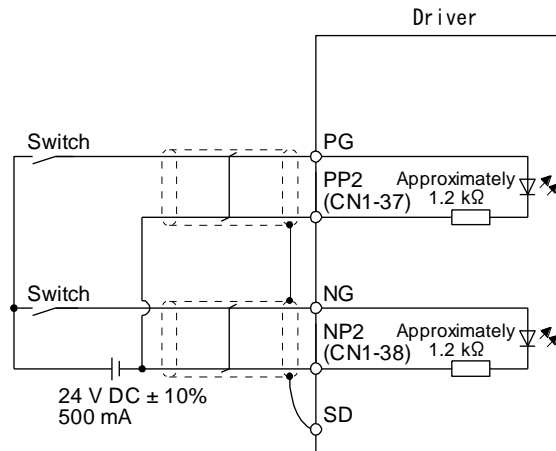 Driver
Switch
PG
PP2
(CN1-37)
Approximately
1.2 kΩ
Switch
NG
NP2
(CN1-38)
Approximately
1.2 kΩ
24 V DC ± 10%
500 mA
SD